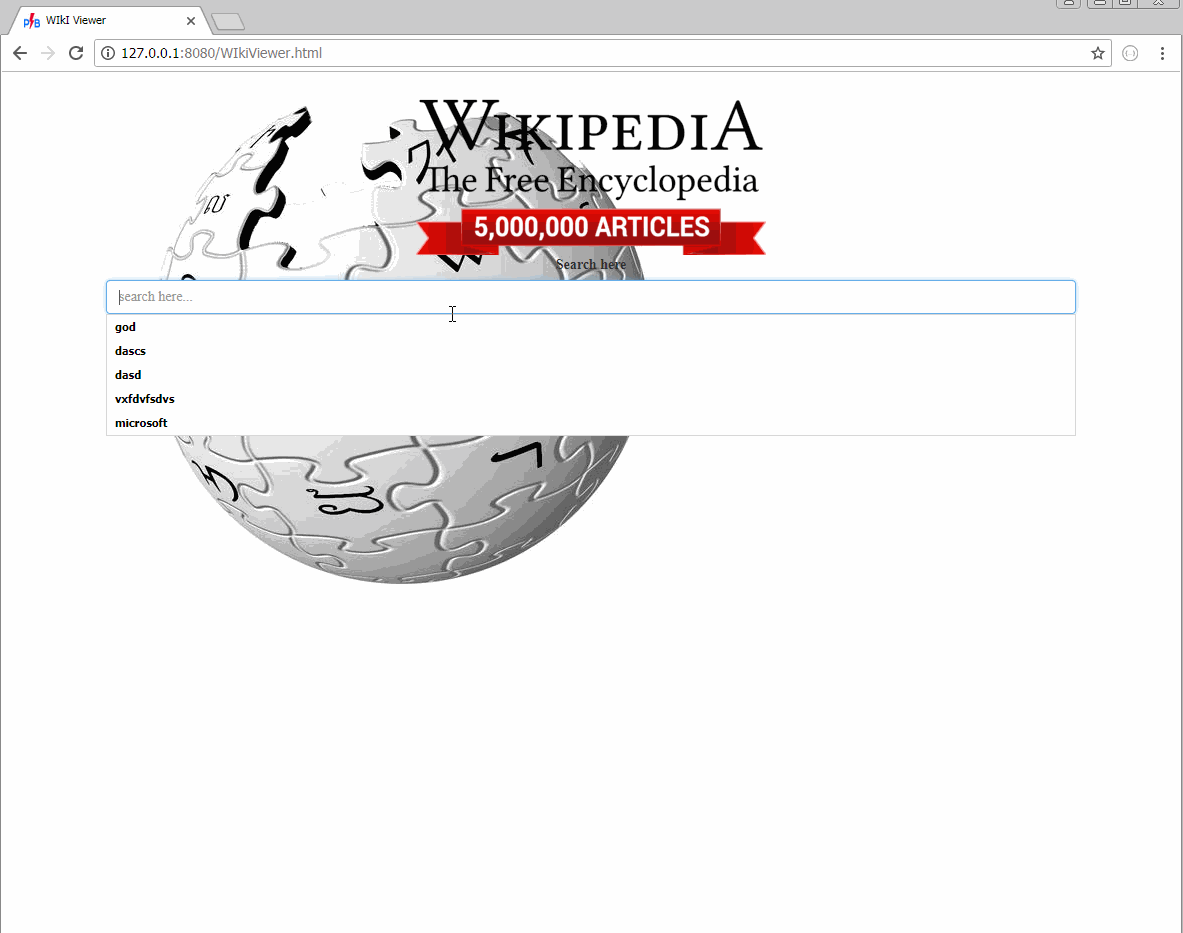 WIkI Viewer
127.0.0.1:8080/WIkiViewer.html
WIKIPEDIA
The Free Encyclopedia
5,000,000 ARTICLES
Search here
search here...
god
dascs
dasd
vxfdvfsdvs
microsoft